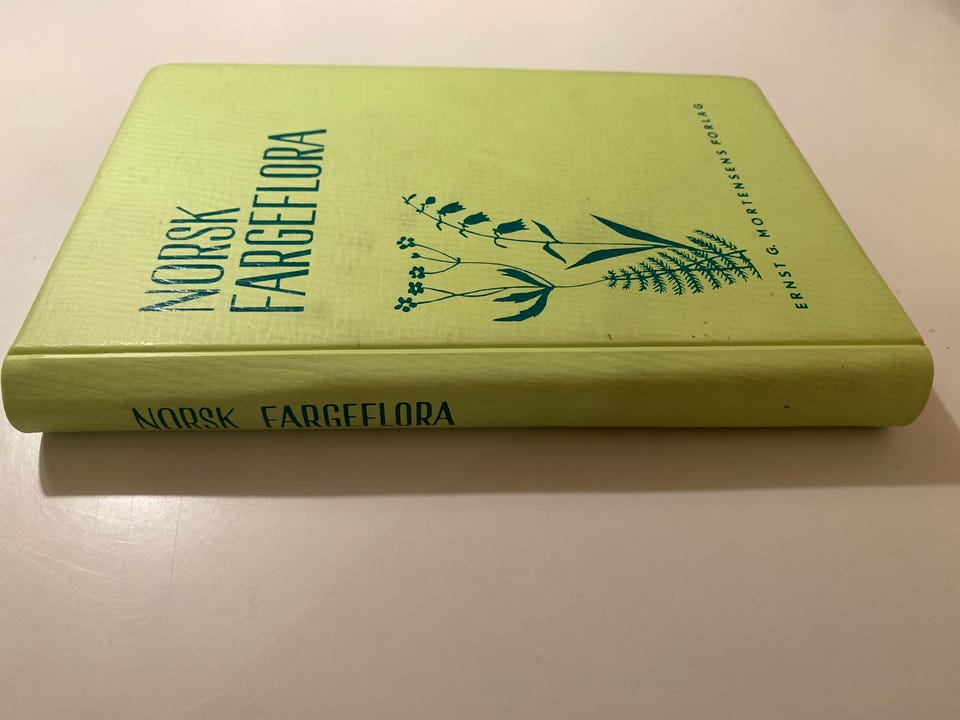 NORSK
FARGEFLORA
ERNST G. MORTENSENS FORLAG
NORSK FARGEFLORA